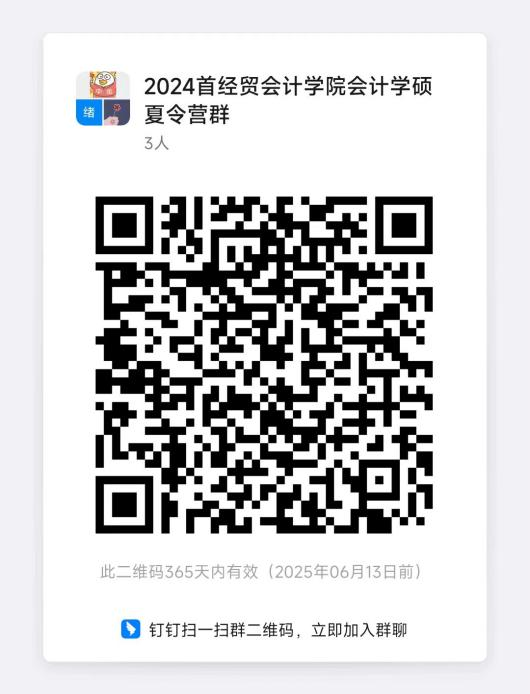 2024首经贸会计学院会计学硕
夏令营群
绪
3人
此二维码365天内有效（2025年06月13日前）
钉钉扫一扫群二维码，立即加入群聊